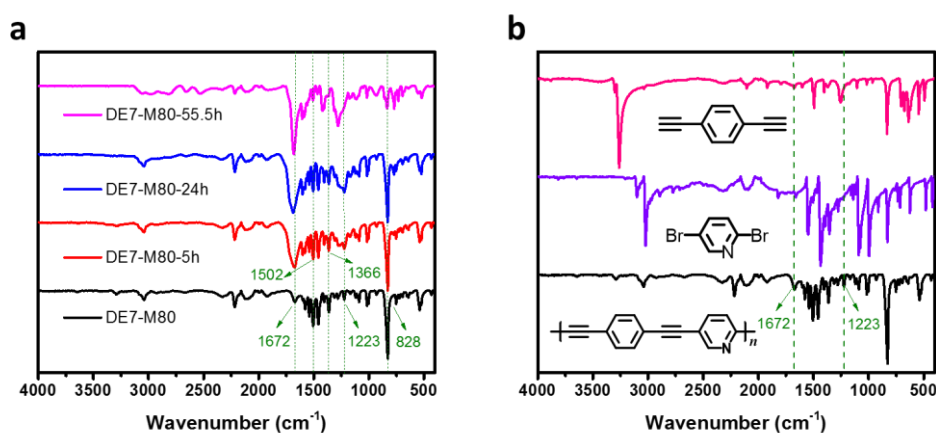 a
DE7-M80-55.5h
DE7-M80-24h
DE7-M80-5h
1502
1366
DE7-M80
1672
1223
828
4000 3500 3000 2500 2000 1500 1000 500
Wavenumber (cm⁻¹)
b
Br
Br
N
1672
1223
N
n
4000 3500 3000 2500 2000 1500 1000 500
Wavenumber (cm⁻¹)